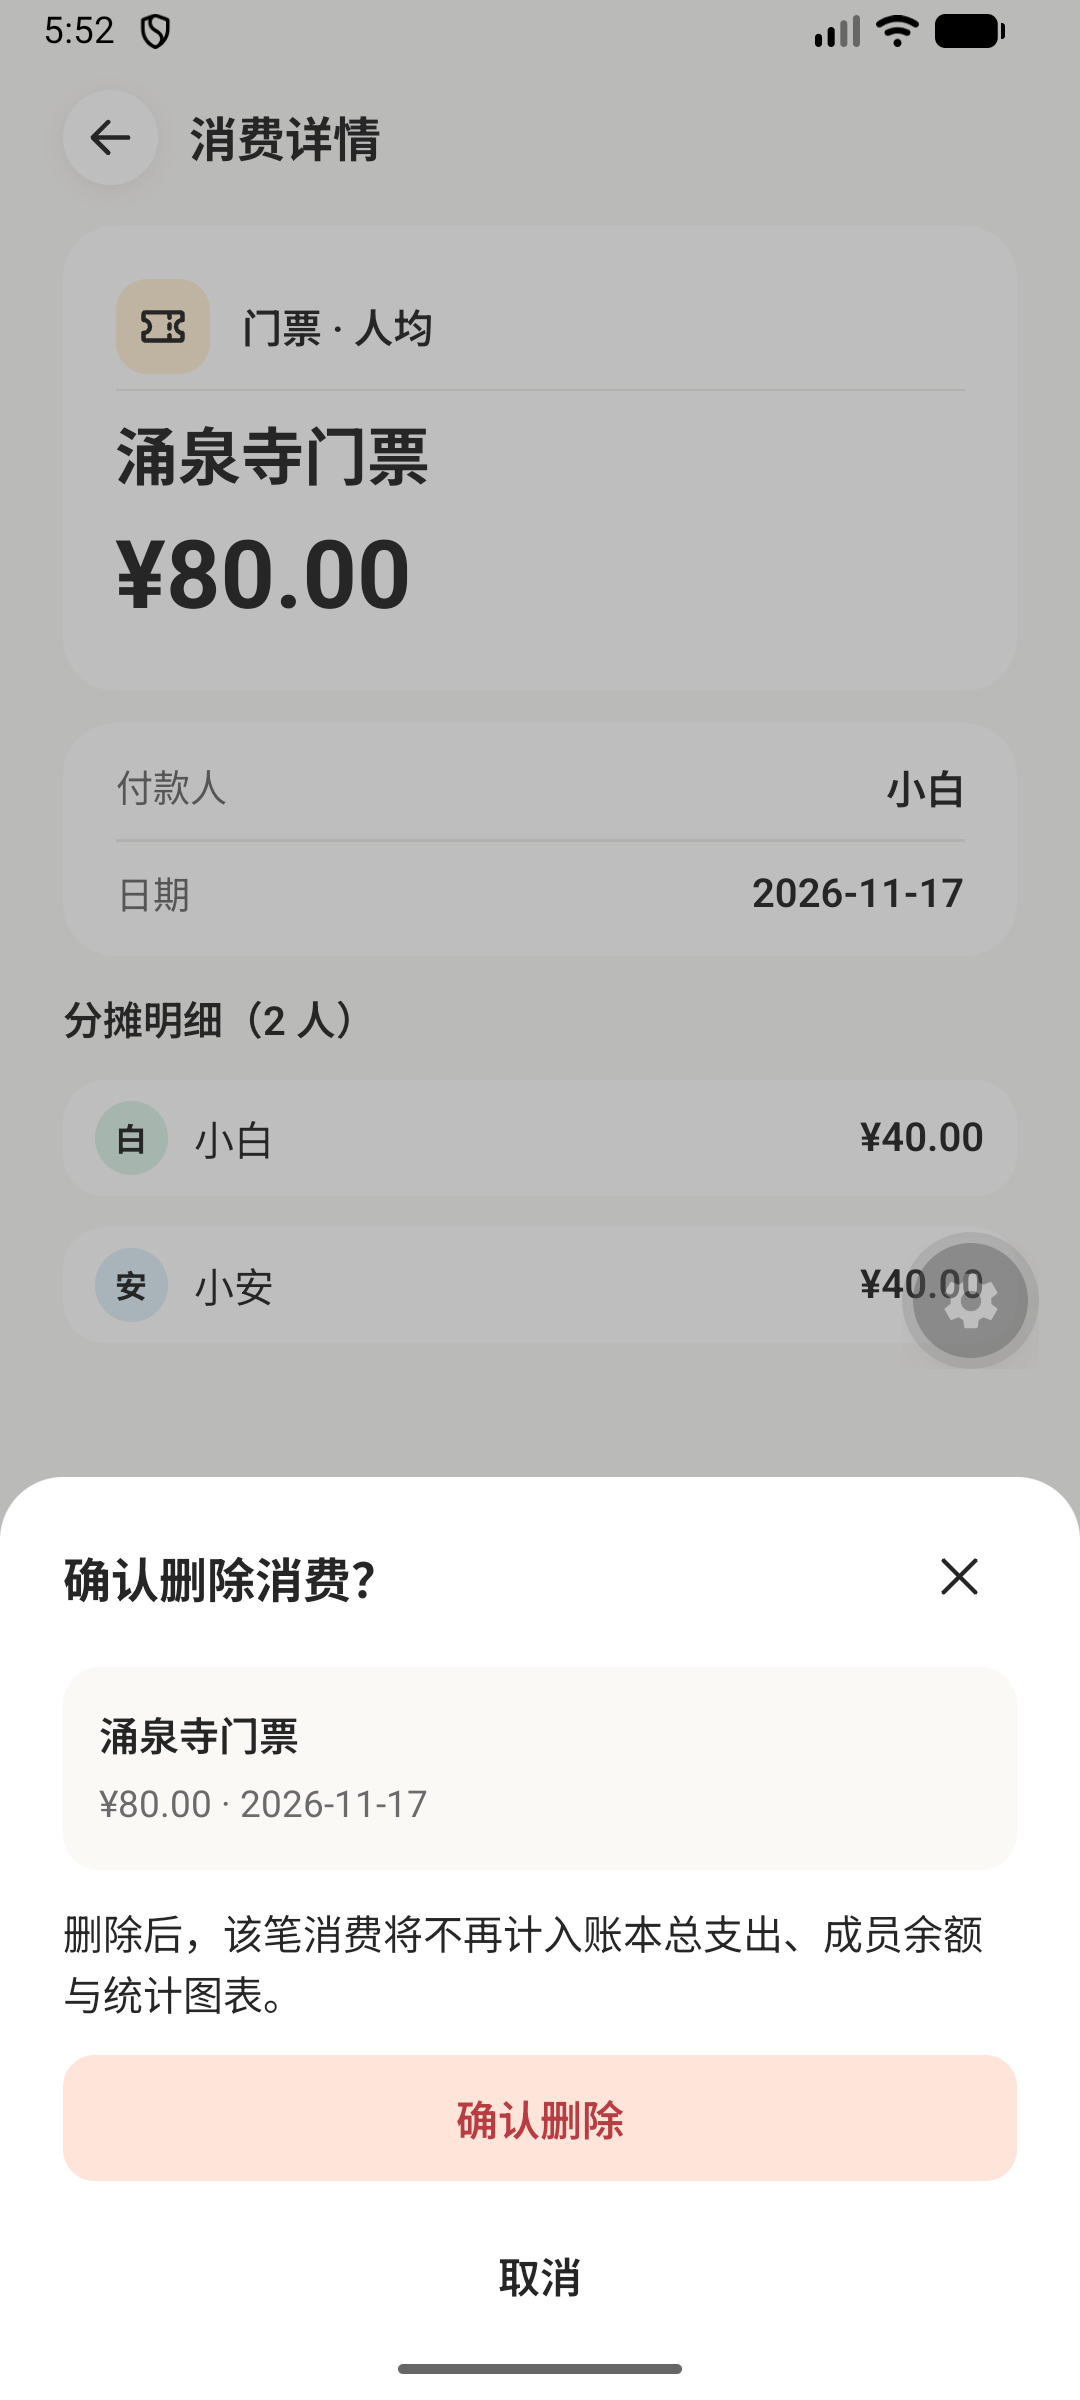 5:52
消费详情
门票 · 人均
涌泉寺门票
¥80.00
付款人
小白
日期
2026-11-17
分摊明细（2 人）
白
小白
¥40.00
安
小安
¥40.00
确认删除消费？
涌泉寺门票
¥80.00 · 2026-11-17
删除后，该笔消费将不再计入账本总支出、成员余额
与统计图表。
确认删除
取消